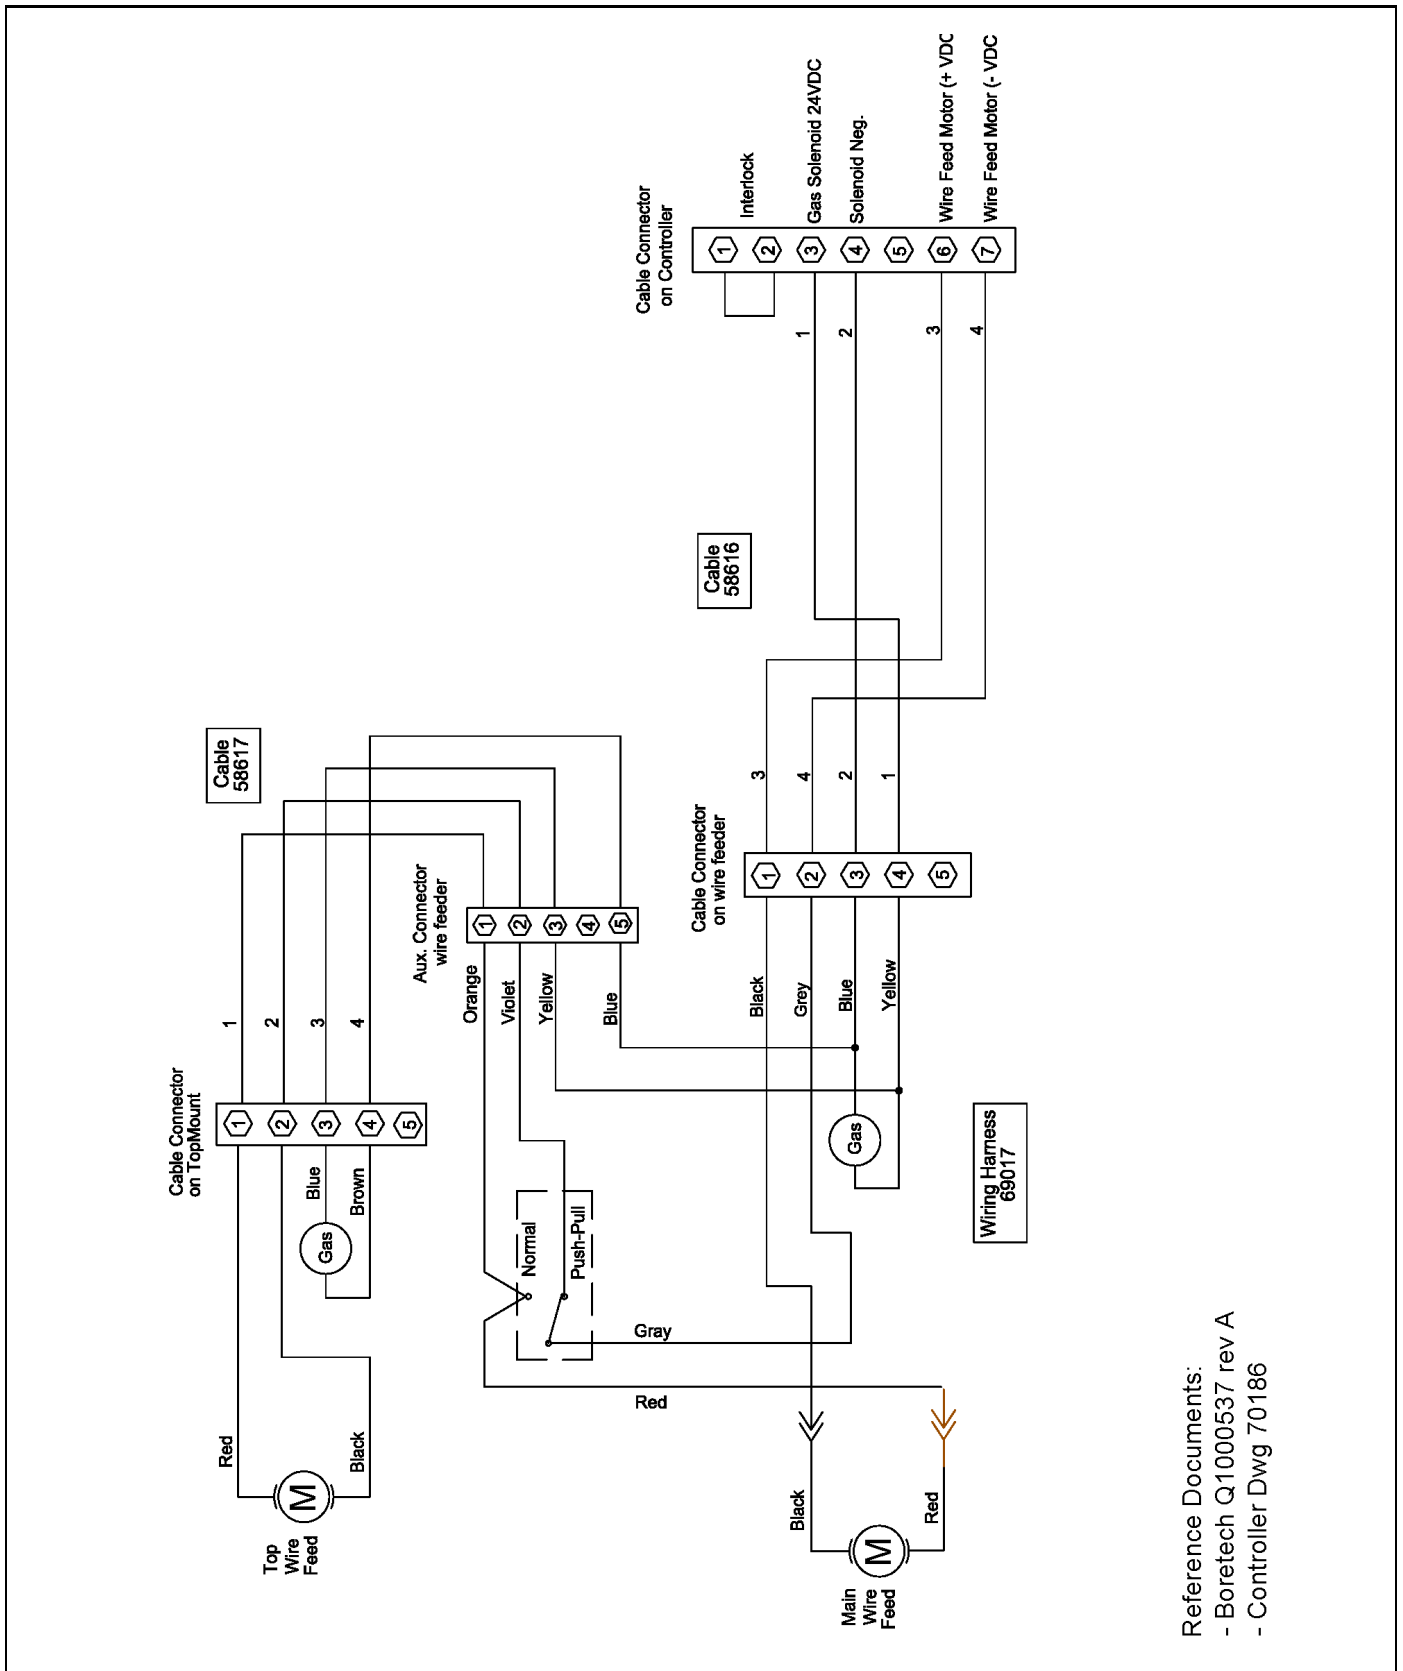 Cable Connector
on Controller
1
2
3
4
5
6
7
Interlock
Gas Solenoid 24VDC
Solenoid Neg.
Wire Feed Motor (+ VDC
Wire Feed Motor (- VDC
1
2
3
4
Cable
58616
Cable
58617
3
4
2
1
Cable Connector
on wire feeder
1
2
3
4
5
Black
Grey
Blue
Yellow
Gas
Aux. Connector
wire feeder
1
2
3
4
5
Orange
Violet
Yellow
Blue
1
2
3
4
Cable Connector
on TopMount
1
2
3
4
5
Blue
Brown
Gas
Normal
Push-Pull
Gray
Red
Wiring Harness
69017
Red
Black
M
Top
Wire
Feed
Black
Red
M
Main
Wire
Feed
Reference Documents:
- Boretech Q1000537 rev A
- Controller Dwg 70186